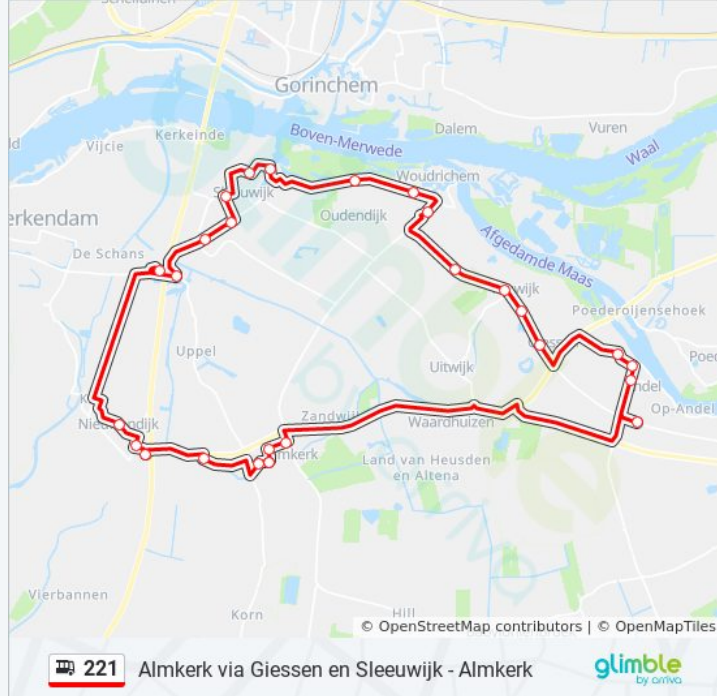 Gorinchem
Kerkeinde
Vijcie
Boven-Merwede
Dalem
Vuren
Waal
Woudrichem
erkendam
Oudendijk
De Schans
Afgedamde Maas
Poederoijensehoek
Uppel
Uitwijk
Op-Andel
Zandwijk
Waardhuizen
Land van Heusden
en Altena
Vierbannen
Korn
Hill
© OpenStreetMap contributors | © OpenMapTiles
221 Almkerk via Giessen en Sleeuwijk - Almkerk
glimble
by arriva